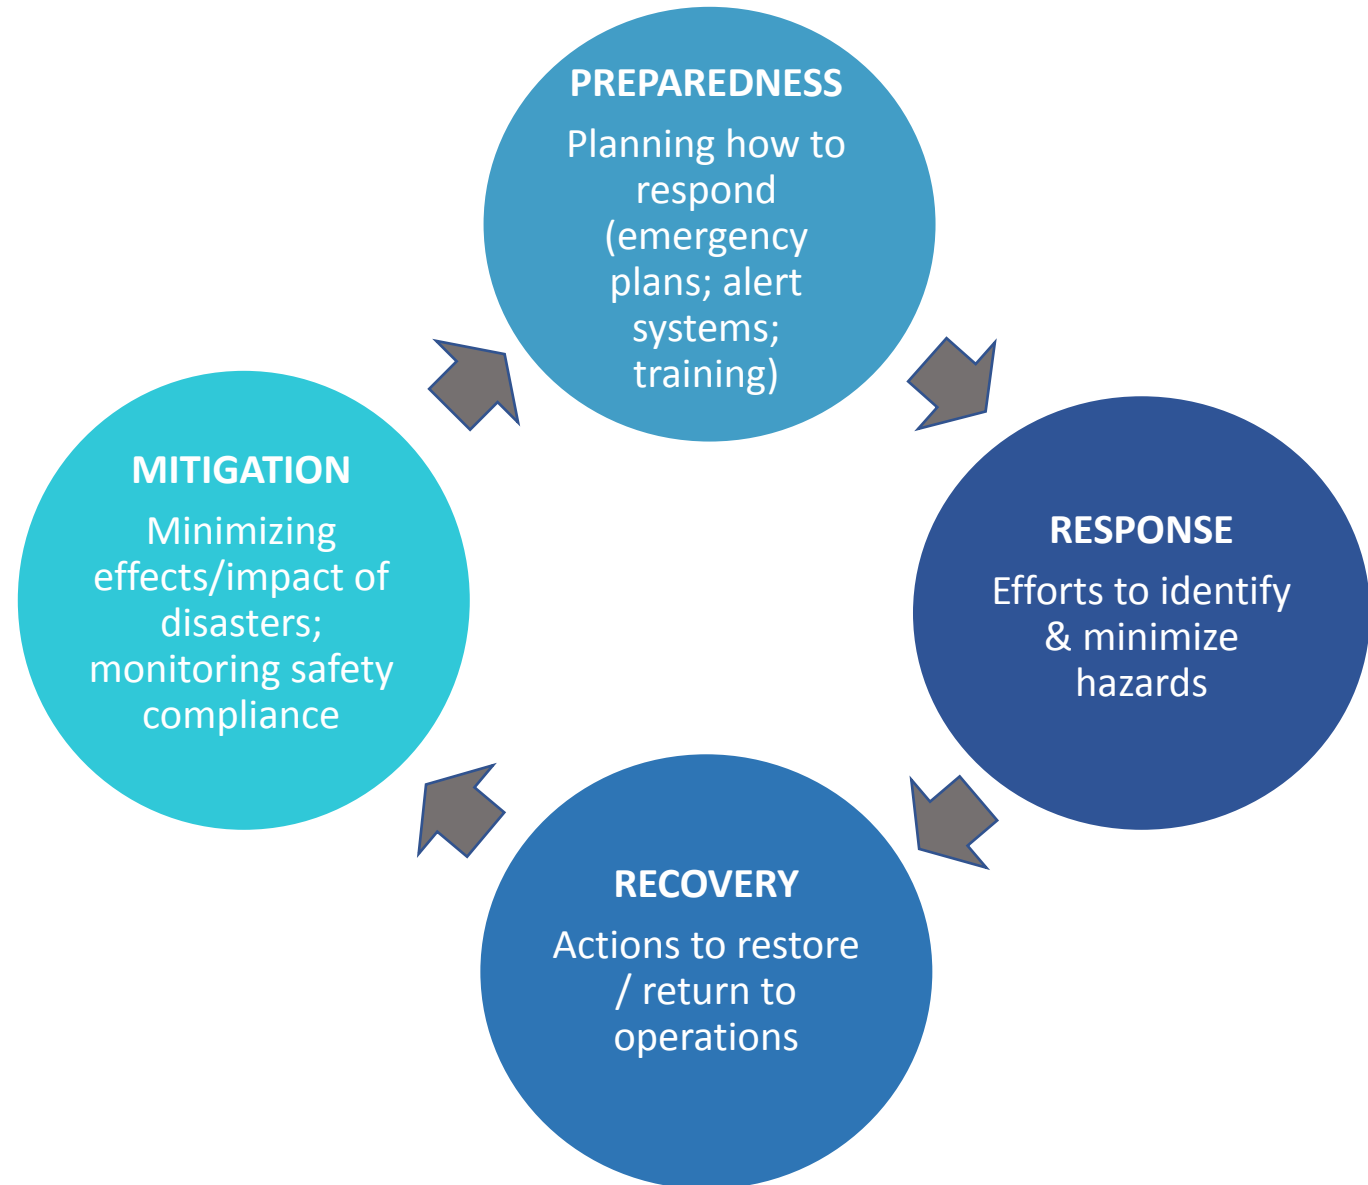 PREPAREDNESS
Planning how to
respond
(emergency
plans; alert
systems;
training)
RESPONSE
Efforts to identify
& minimize
hazards
RECOVERY
Actions to restore
/ return to
operations
MITIGATION
Minimizing
effects/impact of
disasters;
monitoring safety
compliance